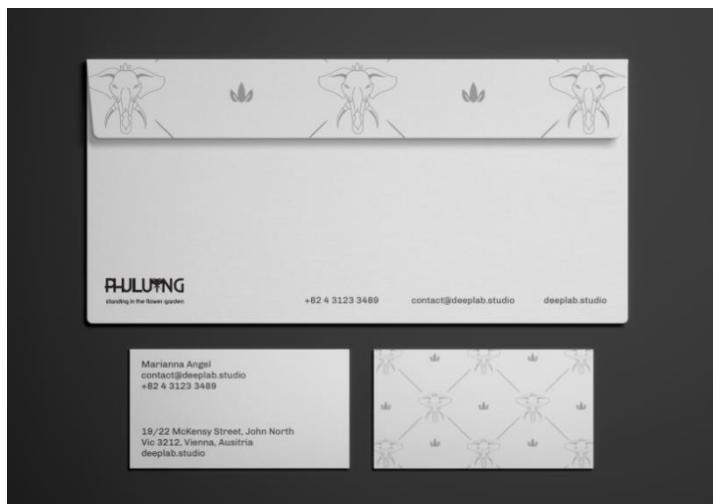 PHULUANG
standing in the flower garden
+82 4 3123 3489
contact@deeplab.studio
deeplab.studio
Marianna Angel
contact@deeplab.studio
+82 4 3123 3489
19/22 McKensy Street, John North
Vic 3212, Vienna, Ausitria
deeplab.studio